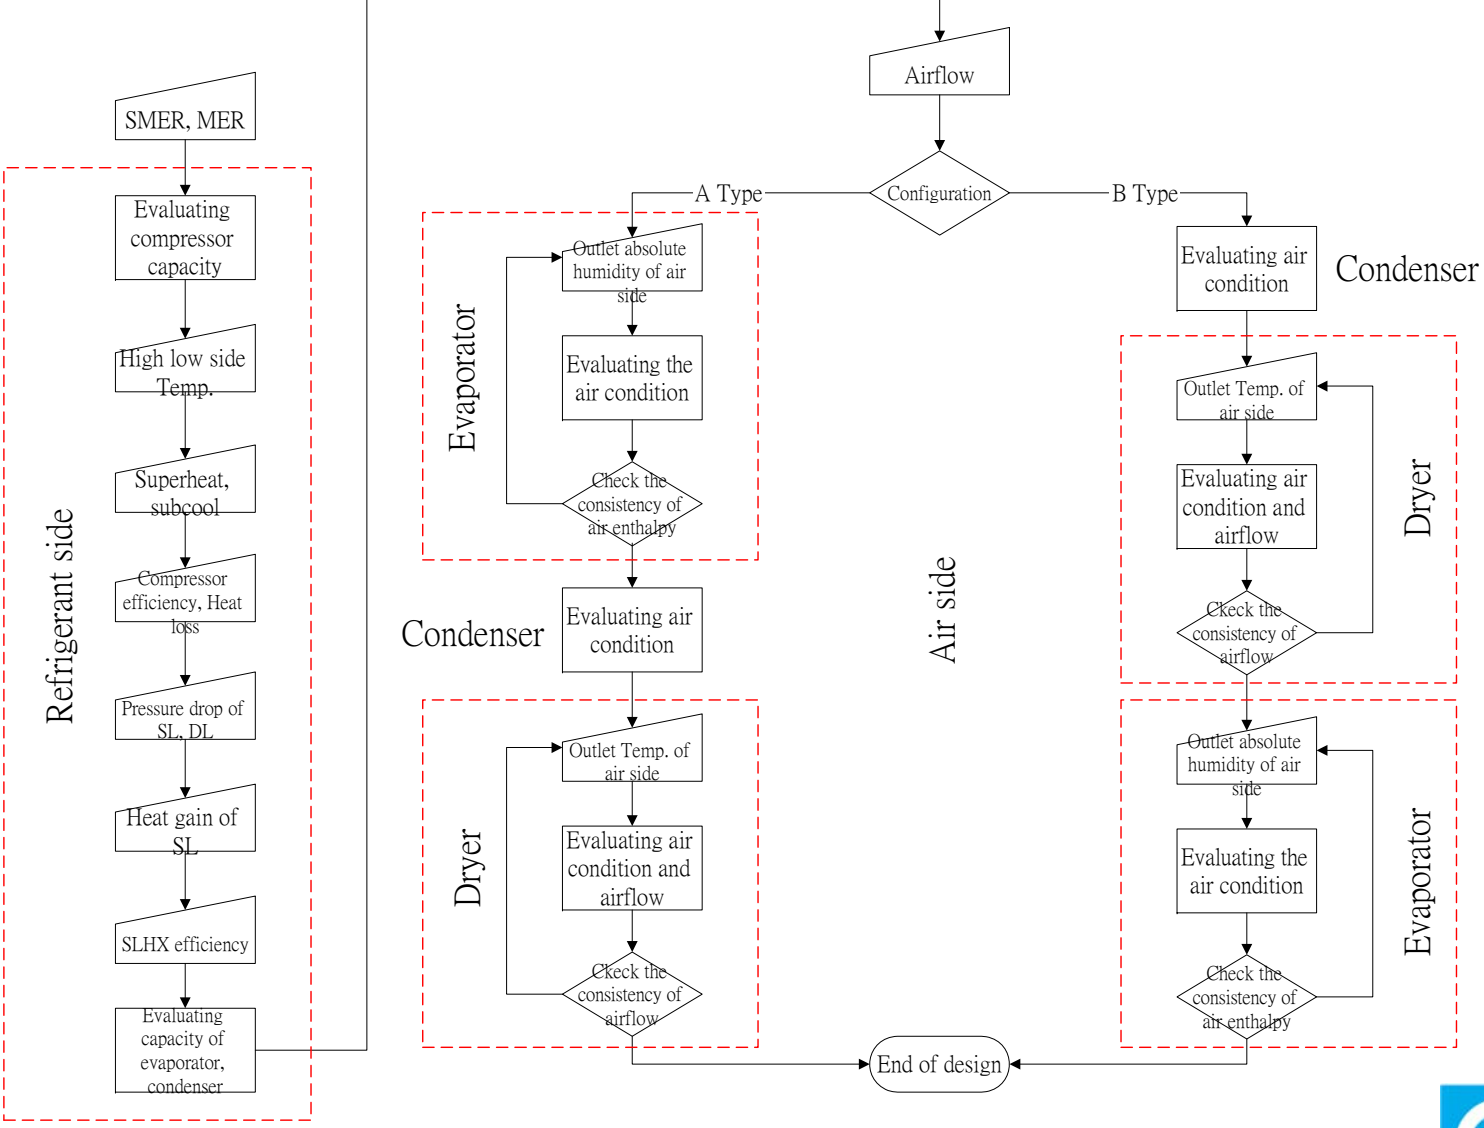 SMER, MER
Evaluating
compressor
capacity
High low side
Temp.
Superheat,
subcool
Compressor
efficiency, Heat
loss
Pressure drop of
SL, DL
Heat gain of
SL
SLHX efficiency
Evaluating
capacity of
evaporator,
condenser
Refrigerant side
Airflow
Configuration
A Type
B Type
Outlet absolute
humidity of air
side
Evaluating the
air condition
Check the
consistency of
air enthalpy
Evaporator
Evaluating air
condition
Condenser
Outlet Temp. of
air side
Evaluating air
condition and
airflow
Ckeck the
consistency of
airflow
Dryer
Air side
Evaluating air
condition
Condenser
Outlet Temp. of
air side
Evaluating air
condition and
airflow
Ckeck the
consistency of
airflow
Dryer
Outlet absolute
humidity of air
side
Evaluating the
air condition
Check the
consistency of
air enthalpy
Evaporator
End of design